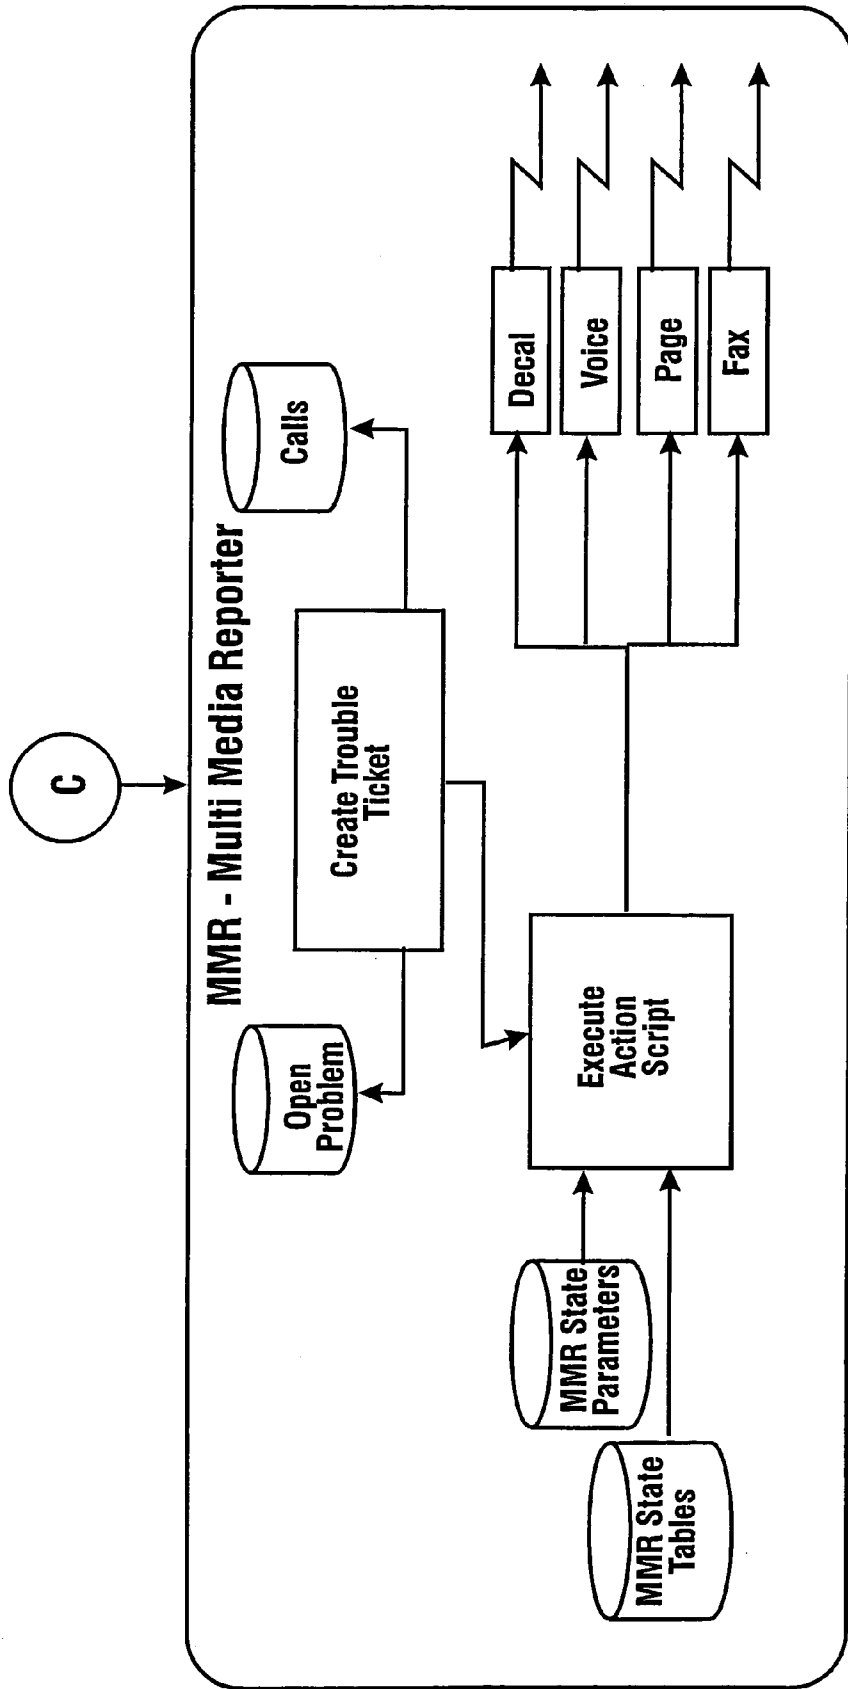 C
MMR - Multi Media Reporter
Open
Problem
Create Trouble
Ticket
Calls
MMR State
Tables
MMR State
Parameters
Execute
Action
Script
Decal
Voice
Page
Fax